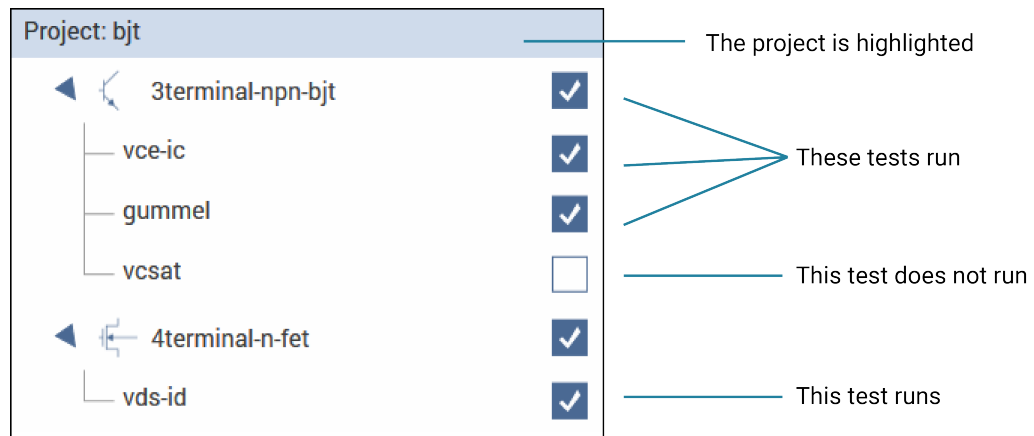 Project: bjt
The project is highlighted
3terminal-npn-bjt
vce-ic
These tests run
gummel
vcsat
This test does not run
4terminal-n-fet
vds-id
This test runs